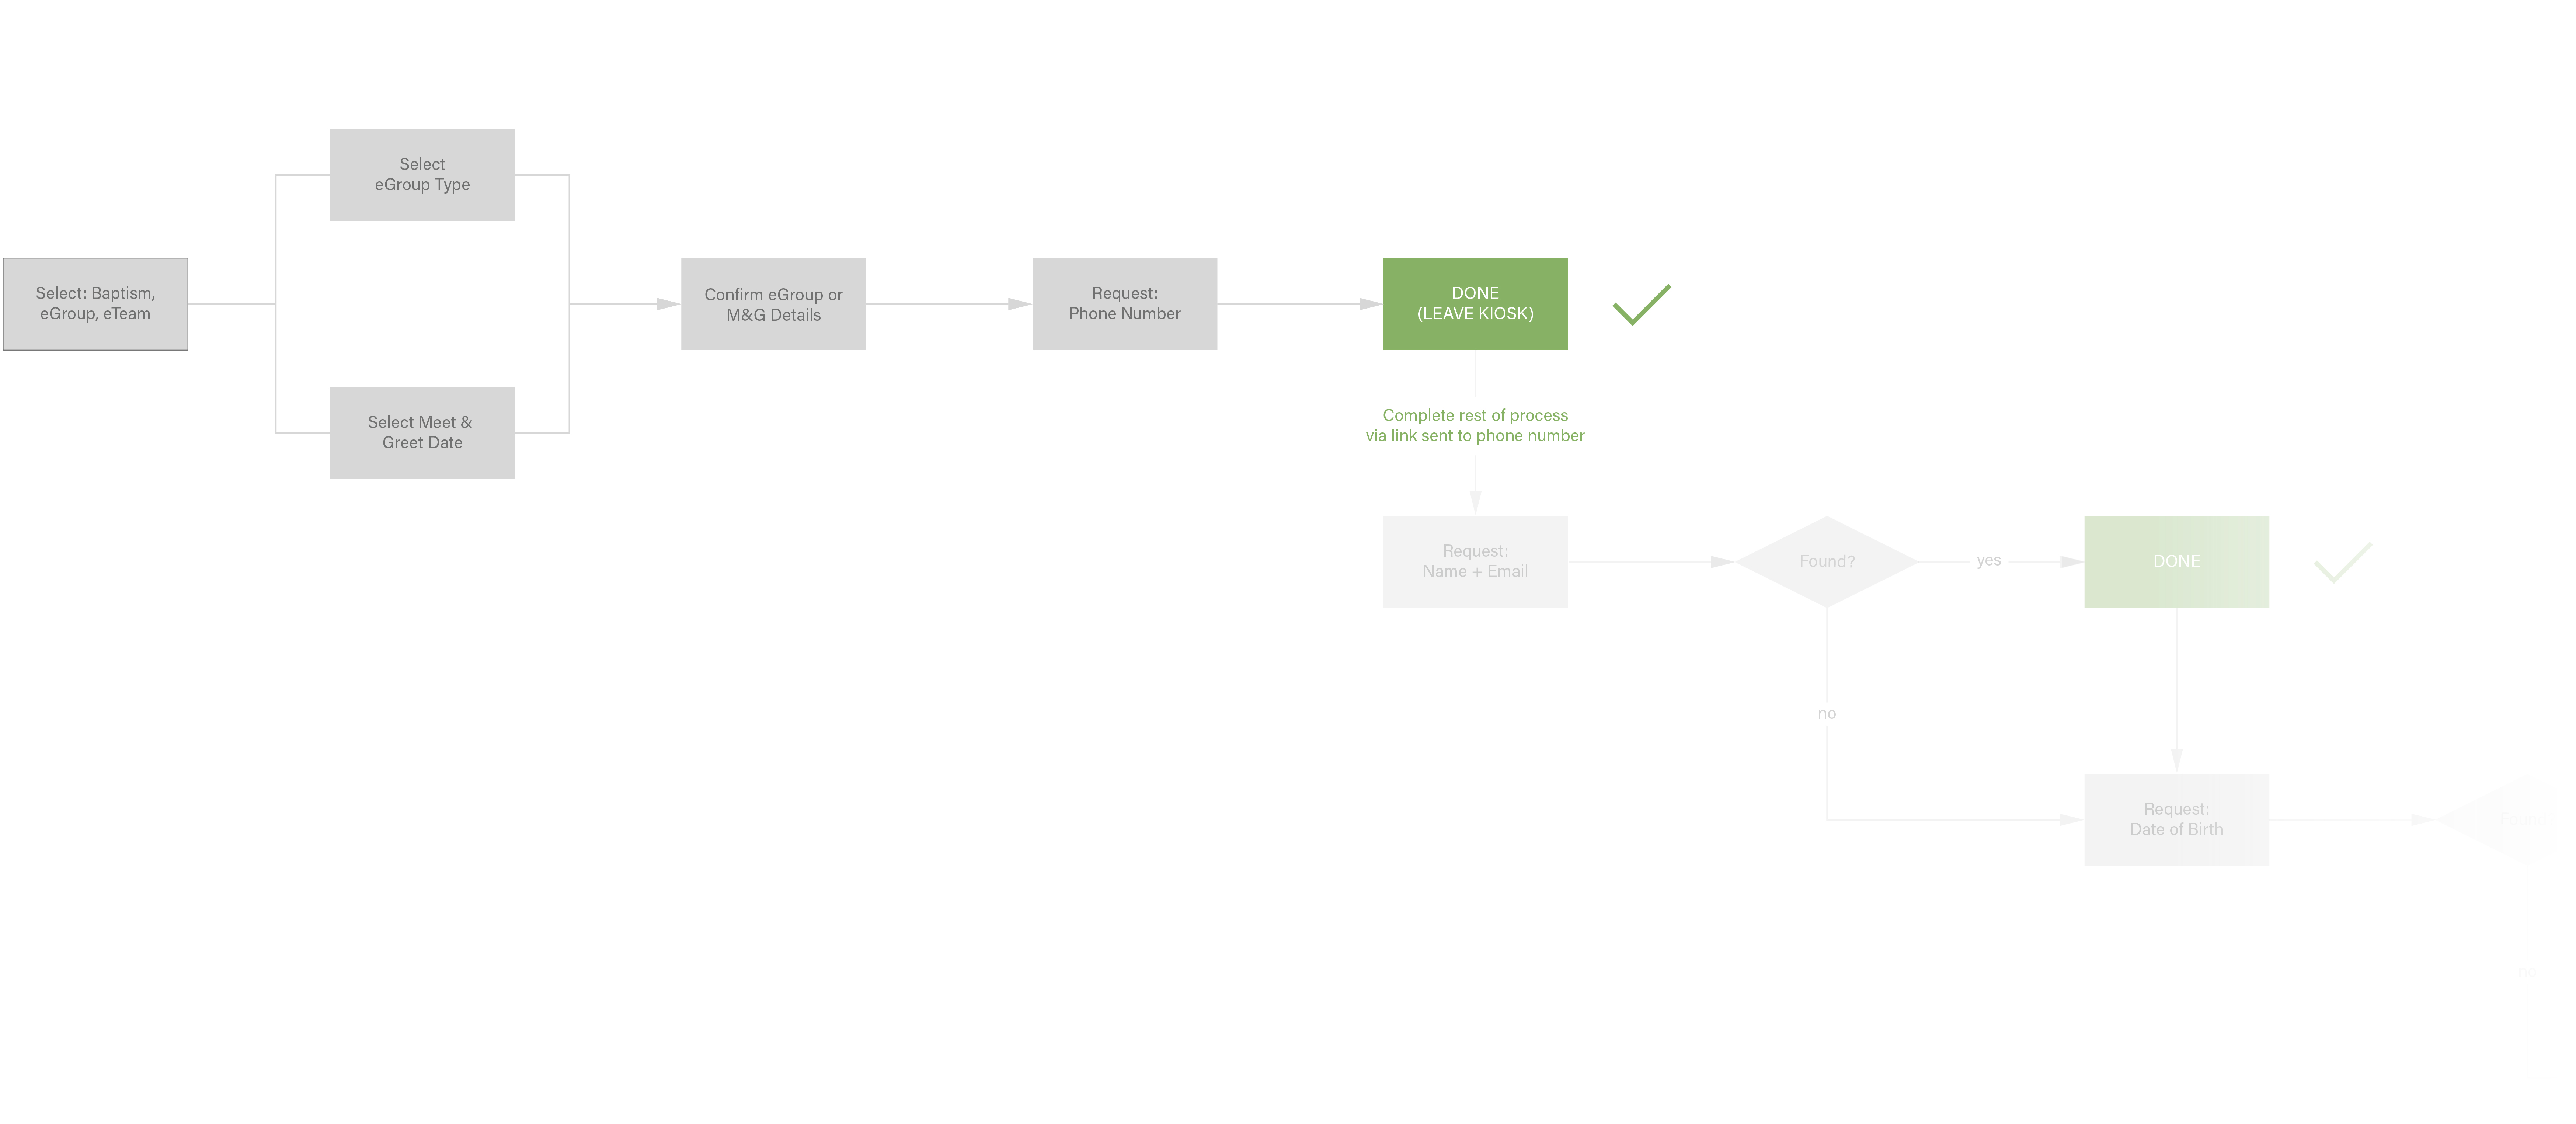 Select
eGroup Type
Select: Baptism,
eGroup, eTeam
Confirm eGroup or
M&G Details
Request:
Phone Number
DONE
(LEAVE KIOSK)
Select Meet &
Greet Date
Complete rest of process
via link sent to phone number
Request:
Name + Email
Found?
yes
DONE
no
Request:
Date of Birth